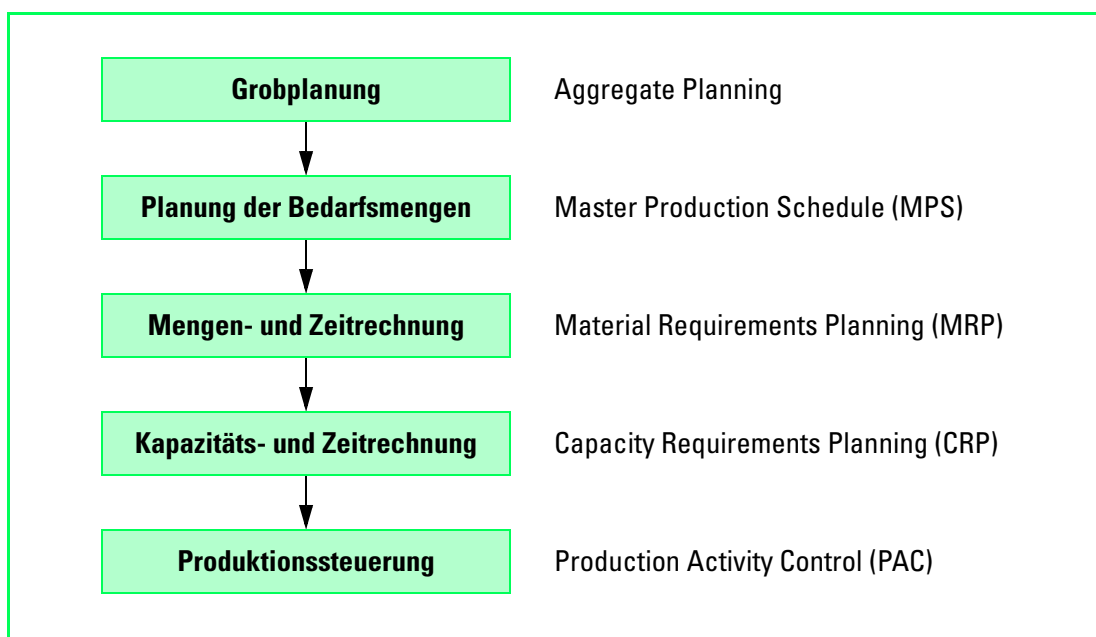 Grobplanung Aggregate Planning
Planung der Bedarfsmengen Master Production Schedule (MPS)
Mengen- und Zeitrechnung Material Requirements Planning (MRP)
Kapazitäts- und Zeitrechnung Capacity Requirements Planning (CRP)
Produktionssteuerung Production Activity Control (PAC)